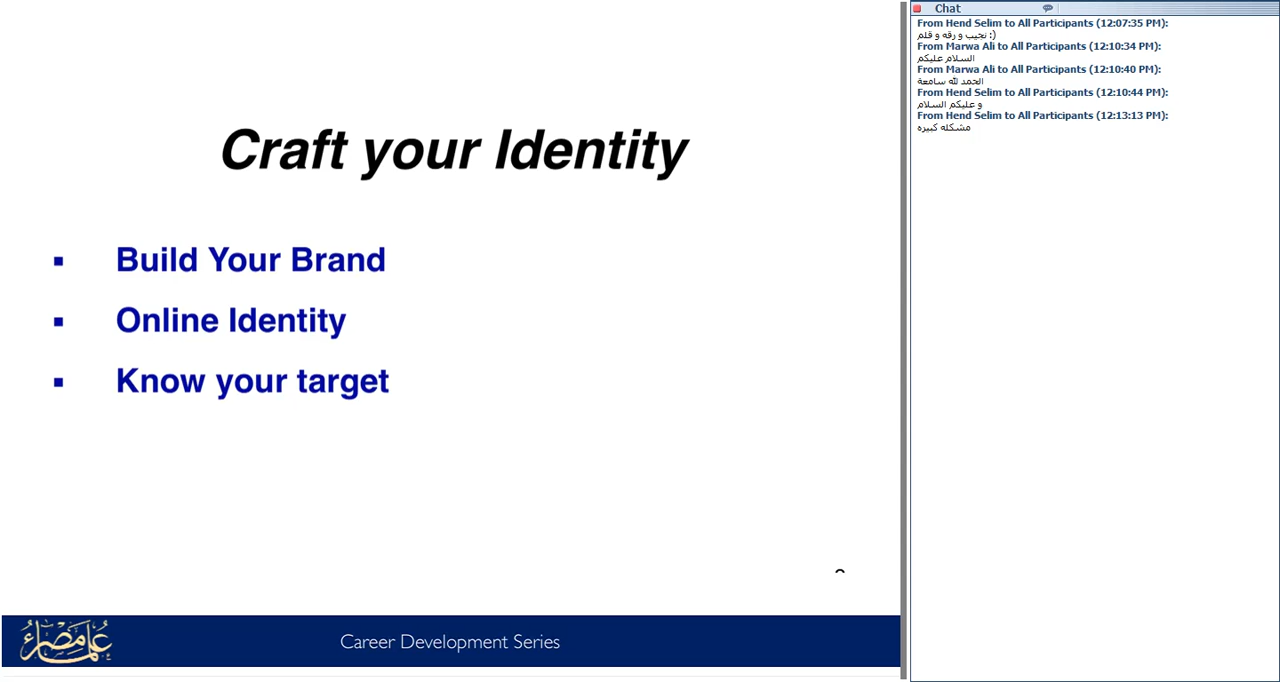 Craft your Identity
▪ Build Your Brand
▪ Online Identity
▪ Know your target
علماء مصر
Career Development Series
Chat
From Hend Selim to All Participants (12:07:35 PM):
نجيب و رقه و قلم :)
From Marwa Ali to All Participants (12:10:34 PM):
السلام عليكم
From Marwa Ali to All Participants (12:10:40 PM):
الحمد لله سامعة
From Hend Selim to All Participants (12:10:44 PM):
و عليكم السلام
From Hend Selim to All Participants (12:13:13 PM):
مشكله كبيره